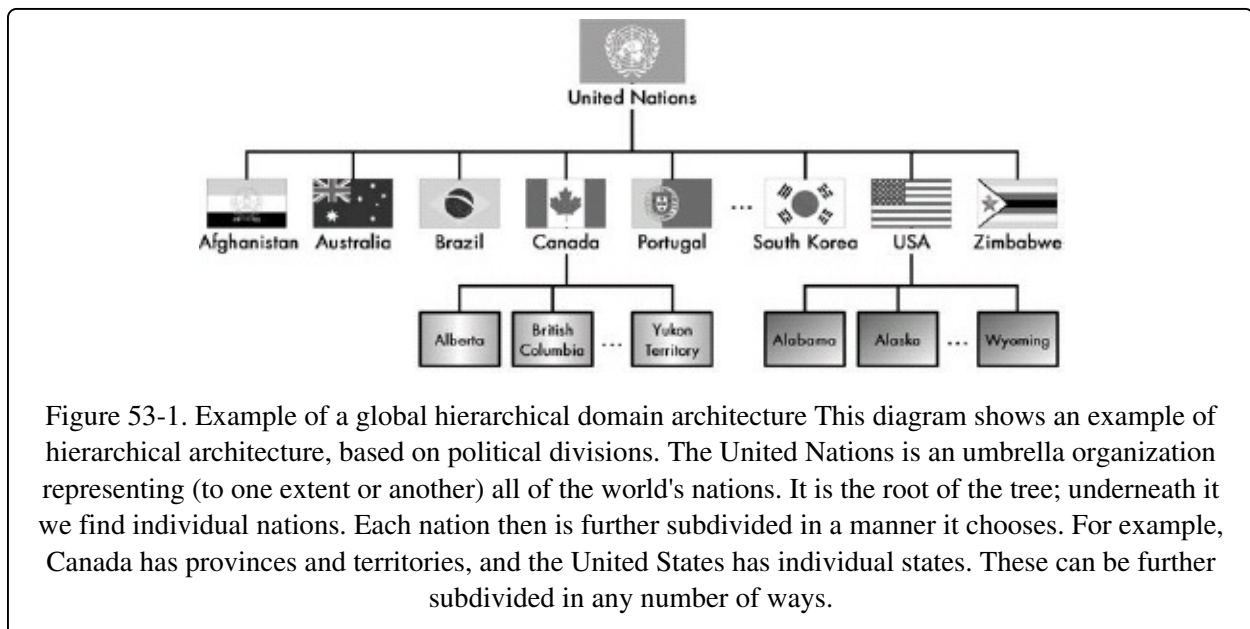 United Nations
Afghanistan Australia Brazil Canada Portugal ... South Korea USA Zimbabwe
Alberta British Columbia ... Yukon Territory Alabama Alaska ... Wyoming
Figure 53-1. Example of a global hierarchical domain architecture This diagram shows an example of
hierarchical architecture, based on political divisions. The United Nations is an umbrella organization
representing (to one extent or another) all of the world's nations. It is the root of the tree; underneath it
we find individual nations. Each nation then is further subdivided in a manner it chooses. For example,
Canada has provinces and territories, and the United States has individual states. These can be further
subdivided in any number of ways.